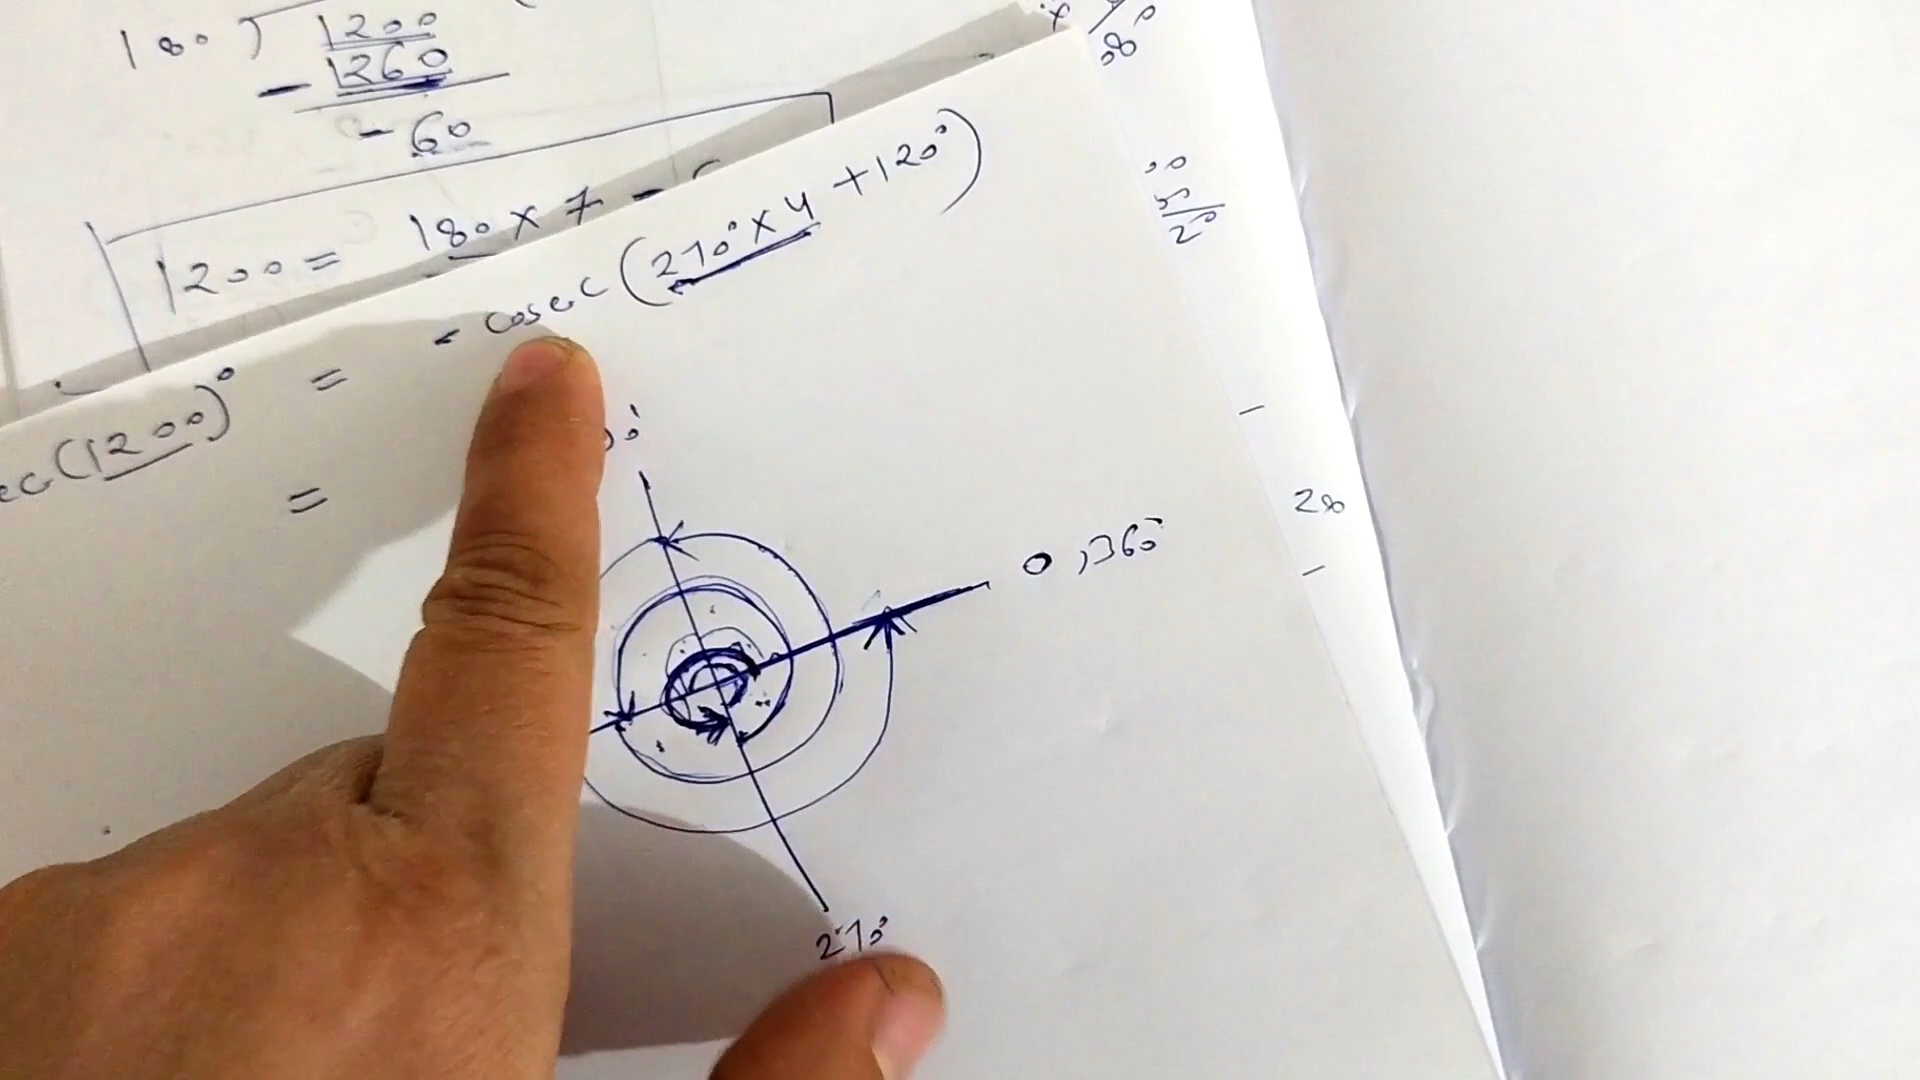 180 ) 1200
- 1260
- 60
1200 = 180 x 7 -
ec (1200)° = - cosec (270° x 4 + 120°)
=
0 , 360°
270°